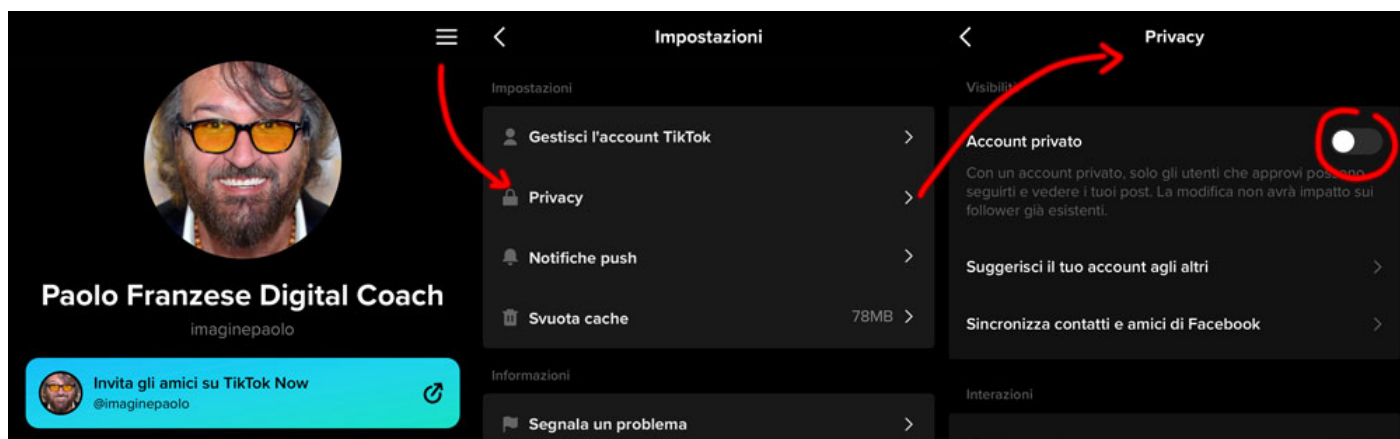 Paolo Franzese Digital Coach
imaginepaolo
Invita gli amici su TikTok Now
@imaginepaolo
Impostazioni
Impostazioni
Gestisci l'account TikTok
Privacy
Notifiche push
Svuota cache 78MB
Informazioni
Segnala un problema
Privacy
Visibilità
Account privato
Con un account privato, solo gli utenti che approvi possono
seguirti e vedere i tuoi post. La modifica non avrà impatto sui
follower già esistenti.
Suggerisci il tuo account agli altri
Sincronizza contatti e amici di Facebook
Interazioni